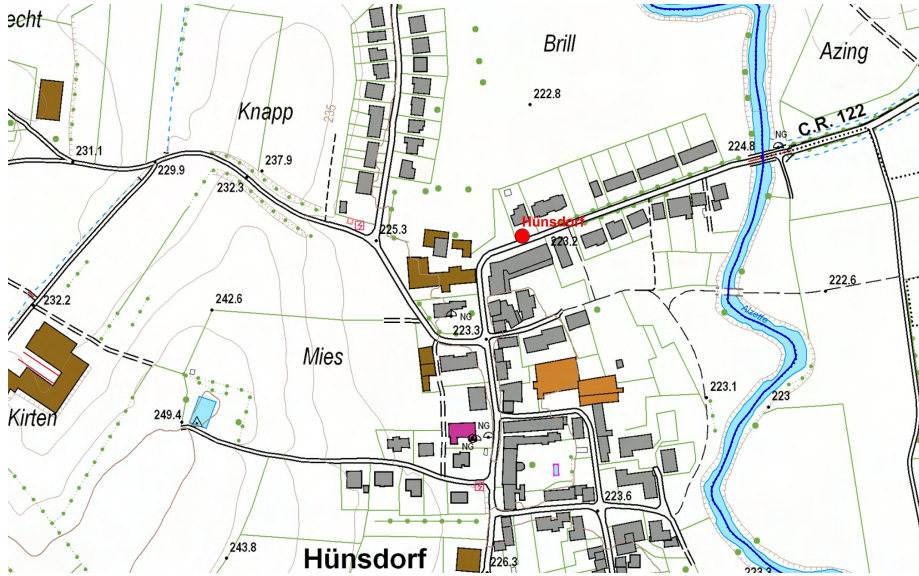 echt
Brill
Azing
Knapp
235
222.8
C.R. 122
NG
224.8
231.1
229.9
237.9
232.3
Hünsdorf
225.3
223.2
222.6
232.2
242.6
NG
223.3
Alzette
Mies
223.1
223
Kirten
249.4
NG
NG
223.6
243.8
Hünsdorf
226.3
223.3